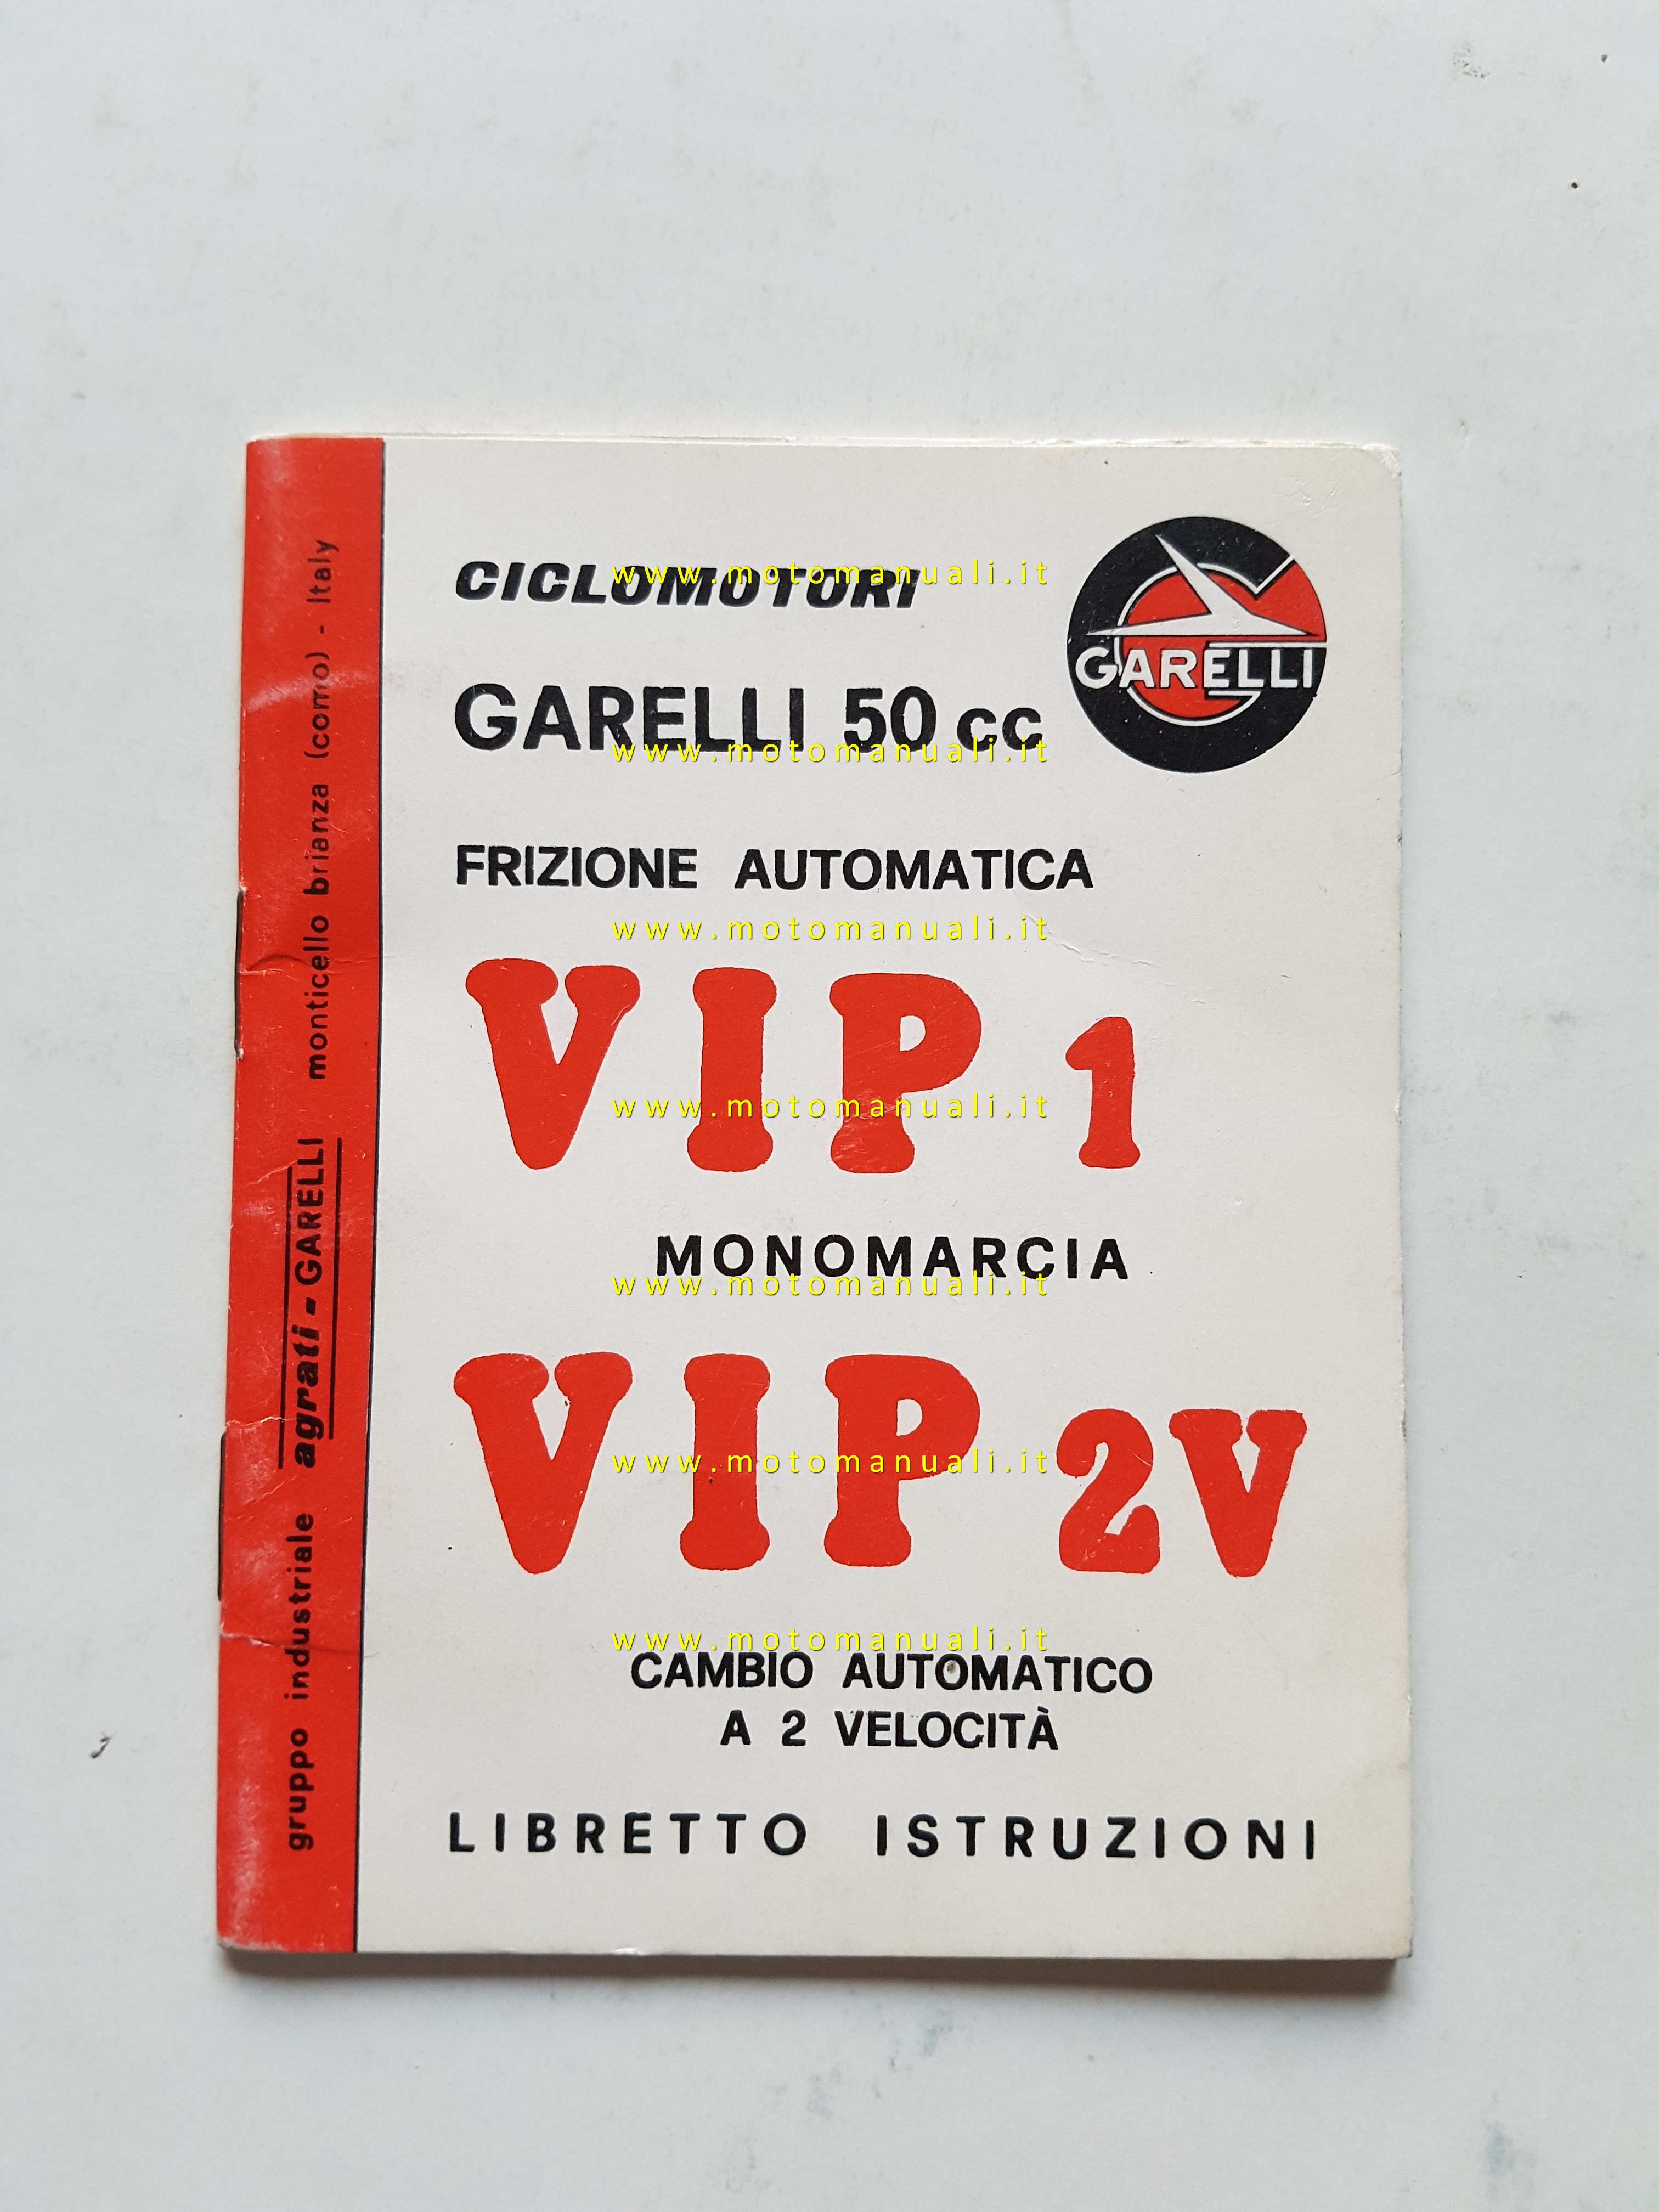 CICLOMOTORI
GARELLI 50 cc
GARELLI
FRIZIONE AUTOMATICA
VIP 1
MONOMARCIA
VIP 2V
CAMBIO AUTOMATICO
A 2 VELOCITÀ
LIBRETTO ISTRUZIONI
gruppo industriale agrati - GARELLI monticello brianza (como) - Italy
www.motomanuali.it
www.motomanuali.it
www.motomanuali.it
www.motomanuali.it
www.motomanuali.it
www.motomanuali.it
www.motomanuali.it